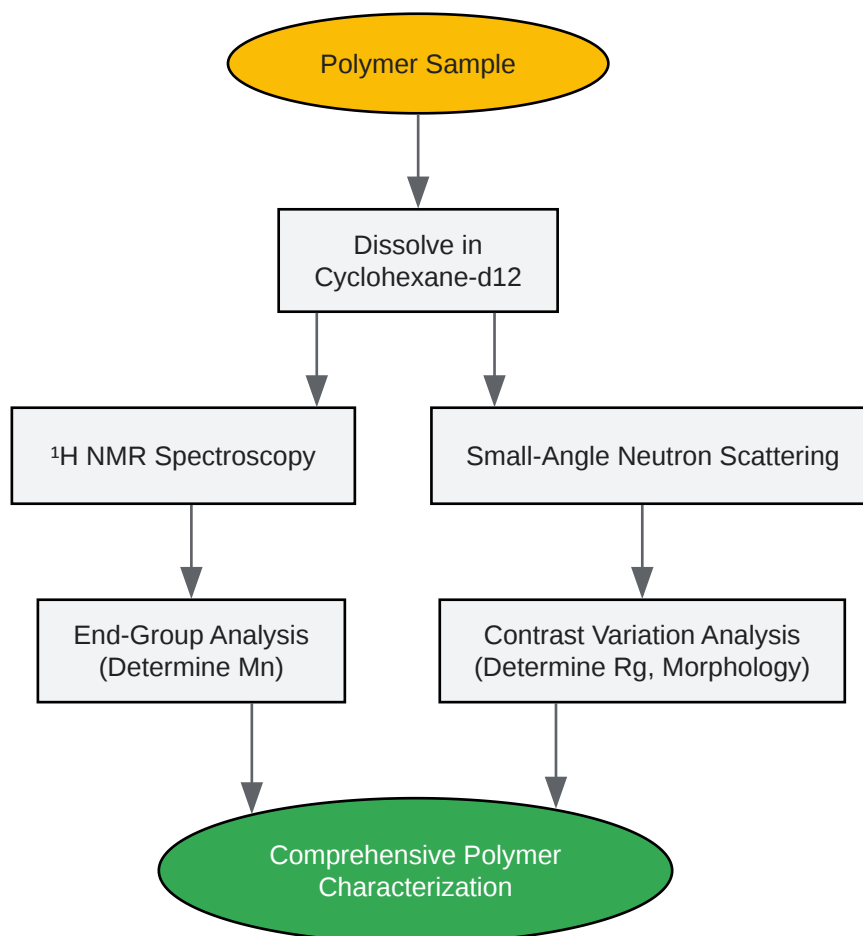 Polymer Sample
Dissolve in
Cyclohexane-d12
¹H NMR Spectroscopy
Small-Angle Neutron Scattering
End-Group Analysis
(Determine Mn)
Contrast Variation Analysis
(Determine Rg, Morphology)
Comprehensive Polymer
Characterization